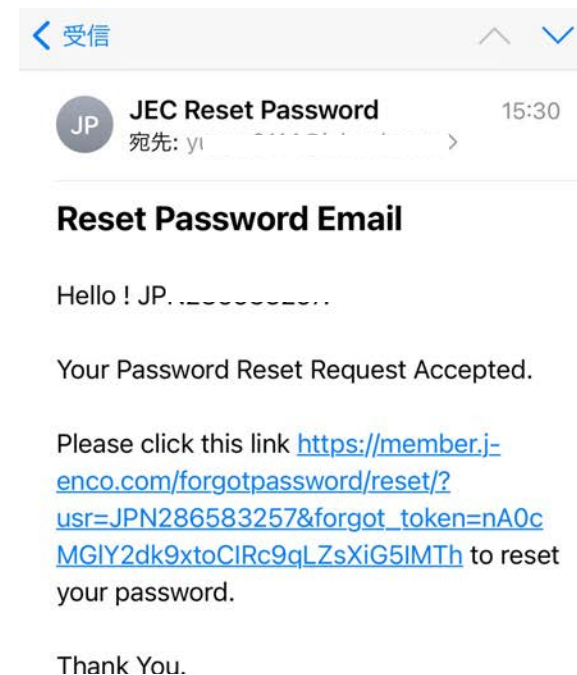 受信
JP
JEC Reset Password
15:30
宛先:
Reset Password Email
Hello ! JP
Your Password Reset Request Accepted.
Please click this link https://member.j-
enco.com/forgotpassword/reset/?
usr=JPN286583257&forgot_token=nA0c
MGlY2dk9xtoCIRc9qLZsXiG5lMTh to reset
your password.
Thank You.